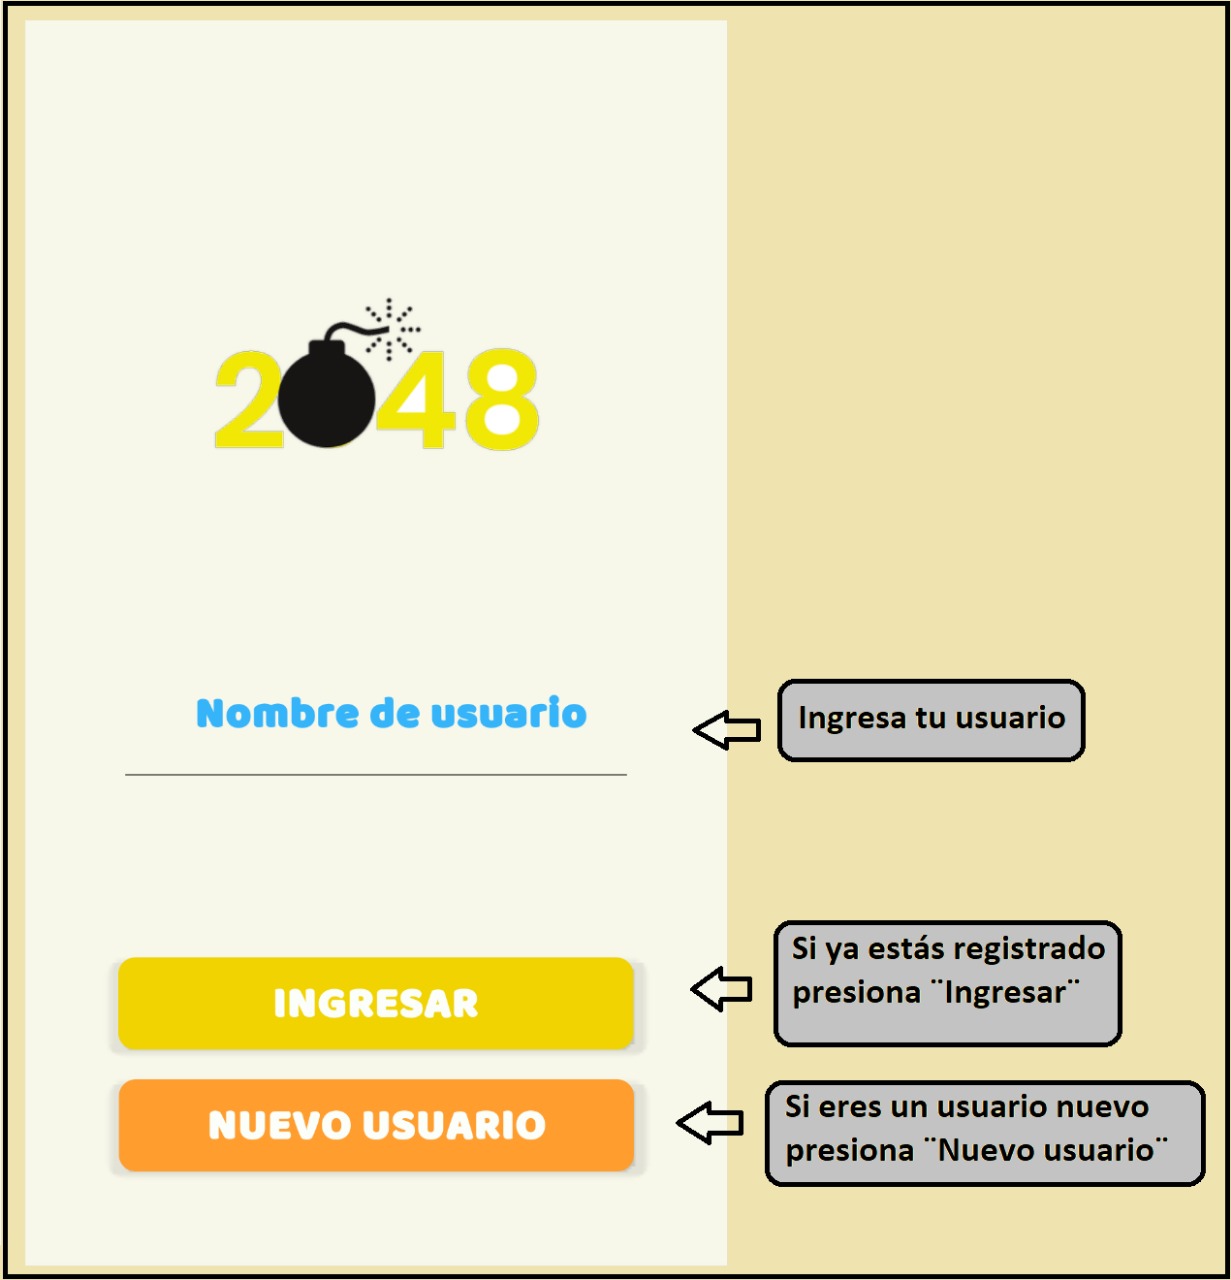 2048
Nombre de usuario
Ingresa tu usuario
INGRESAR
Si ya estás registrado
presiona ¨Ingresar¨
NUEVO USUARIO
Si eres un usuario nuevo
presiona ¨Nuevo usuario¨